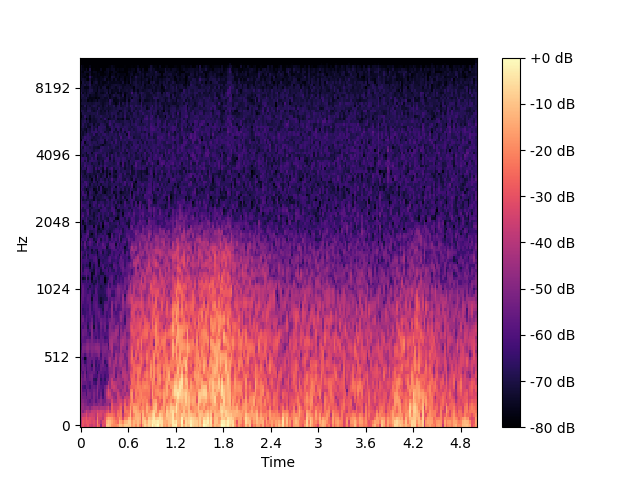 Hz
8192
4096
2048
1024
512
0
0 0.6 1.2 1.8 2.4 3 3.6 4.2 4.8
Time
+0 dB
-10 dB
-20 dB
-30 dB
-40 dB
-50 dB
-60 dB
-70 dB
-80 dB